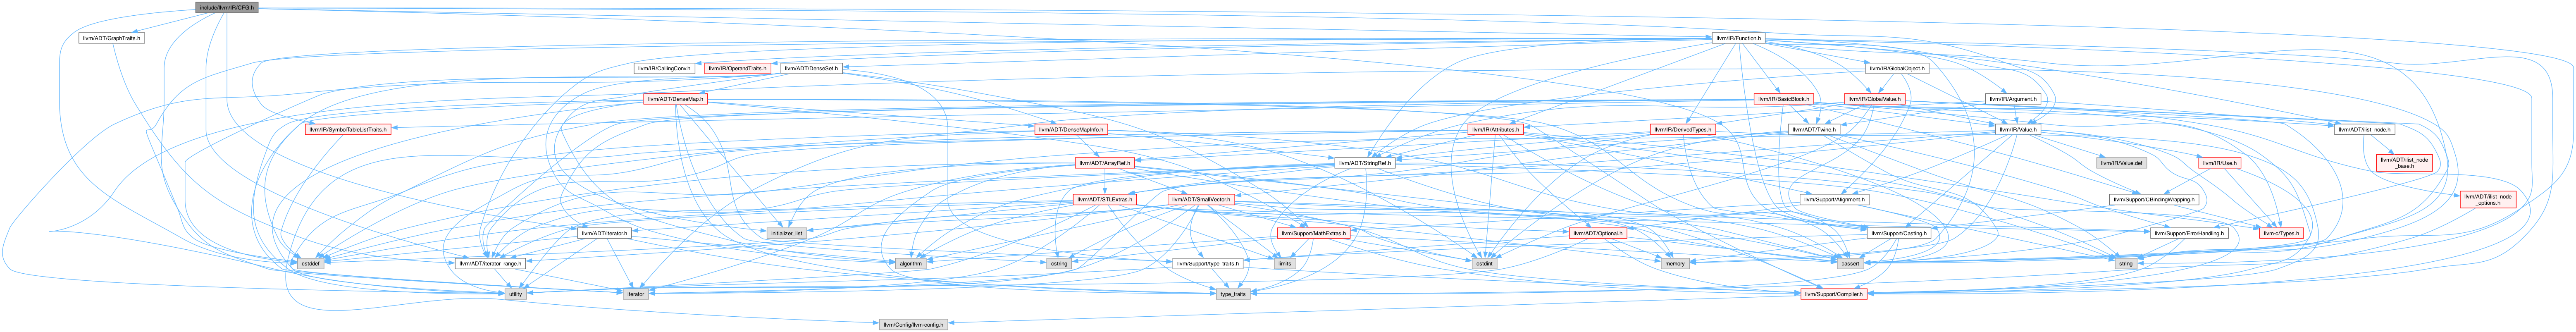 include/llvm/IR/CFG.h
llvm/ADT/GraphTraits.h
llvm/IR/Function.h
llvm/IR/CallingConv.h
llvm/IR/OperandTraits.h
llvm/ADT/DenseSet.h
llvm/IR/GlobalObject.h
llvm/ADT/DenseMap.h
llvm/IR/BasicBlock.h
llvm/IR/GlobalValue.h
llvm/IR/Argument.h
llvm/IR/SymbolTableListTraits.h
llvm/ADT/DenseMapInfo.h
llvm/IR/Attributes.h
llvm/IR/DerivedTypes.h
llvm/ADT/Twine.h
llvm/IR/Value.h
llvm/ADT/ilist_node.h
llvm/ADT/ArrayRef.h
llvm/ADT/StringRef.h
llvm/IR/Value.def
llvm/IR/Use.h
llvm/ADT/ilist_node
_base.h
llvm/ADT/STLExtras.h
llvm/ADT/SmallVector.h
llvm/Support/Alignment.h
llvm/Support/CBindingWrapping.h
llvm/ADT/ilist_node
_options.h
llvm/ADT/iterator.h
initializer_list
llvm/Support/MathExtras.h
llvm/ADT/Optional.h
llvm/Support/Casting.h
llvm/Support/ErrorHandling.h
llvm-c/Types.h
cstddef
llvm/ADT/iterator_range.h
algorithm
cstring
llvm/Support/type_traits.h
limits
cstdint
memory
cassert
string
utility
iterator
type_traits
llvm/Support/Compiler.h
llvm/Config/llvm-config.h